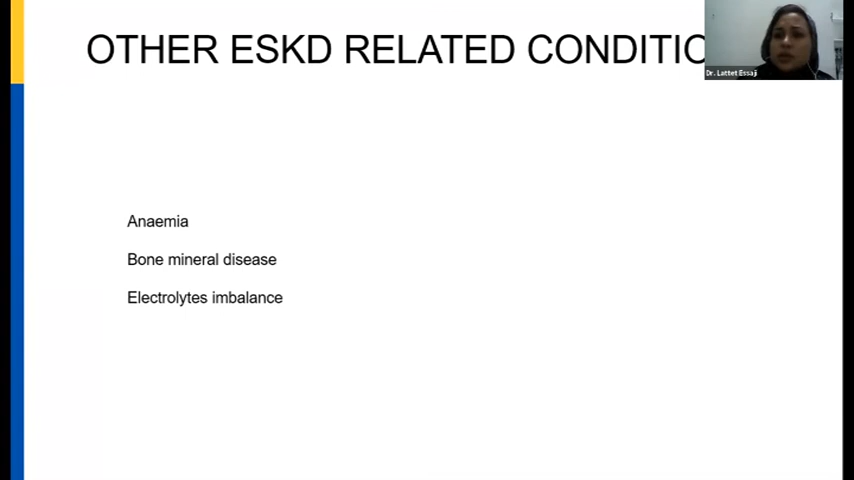 OTHER ESKD RELATED CONDITIO
Dr. Lattet Essaji
Anaemia
Bone mineral disease
Electrolytes imbalance